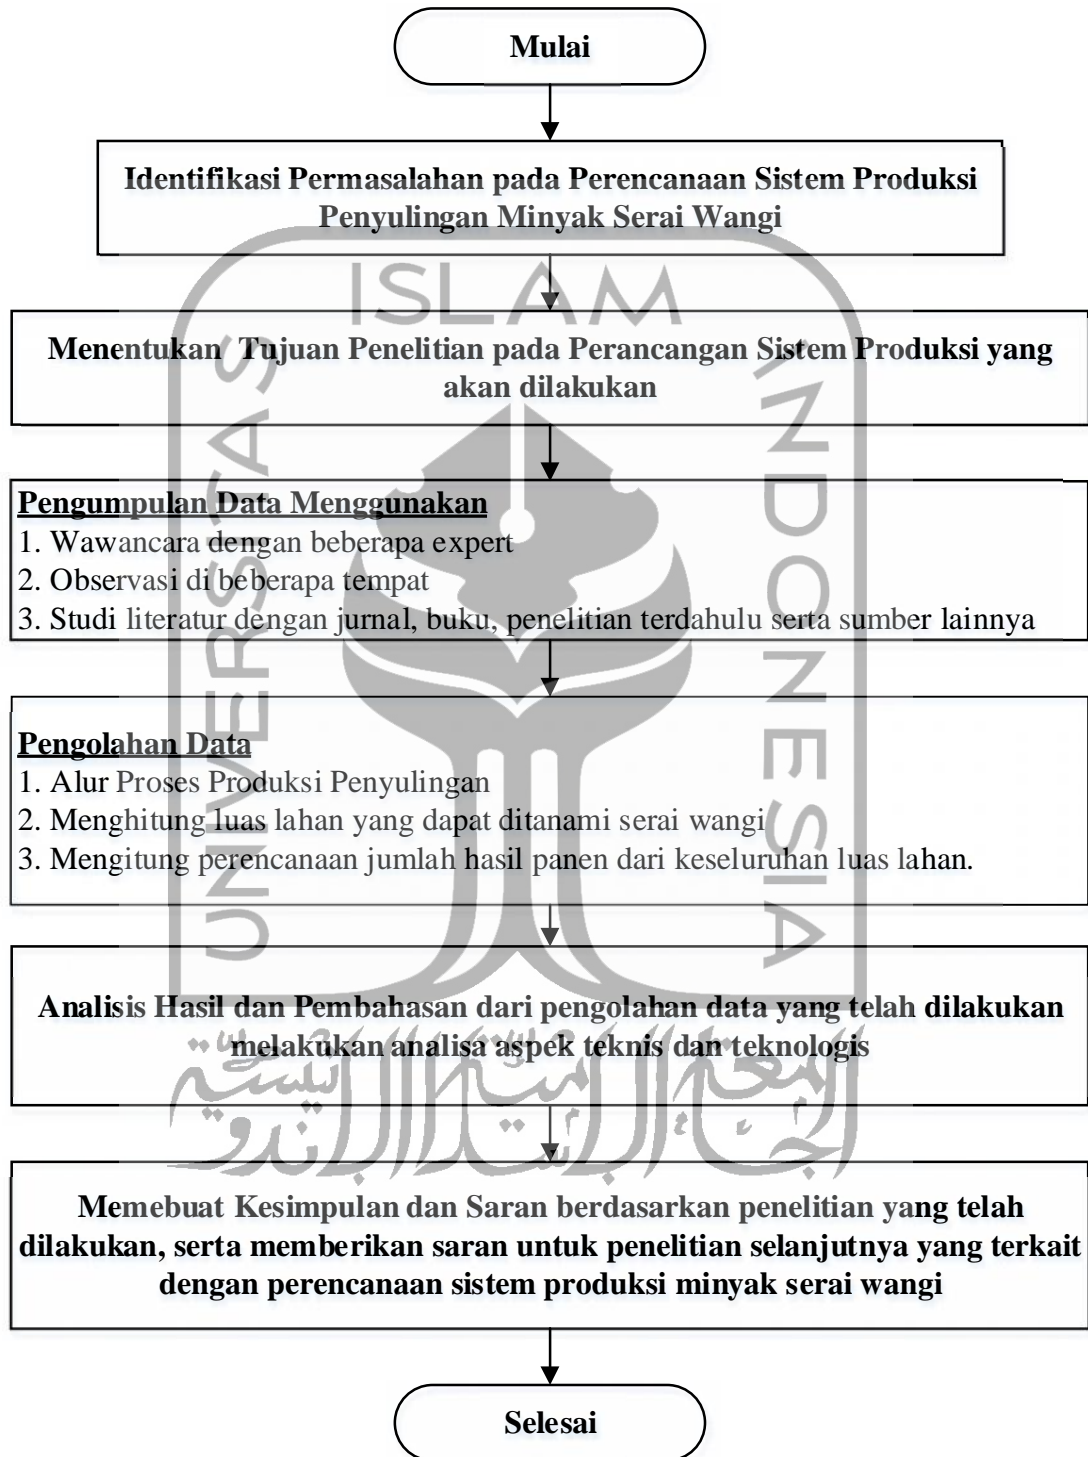 Mulai
Identifikasi Permasalahan pada Perencanaan Sistem Produksi
Penyulingan Minyak Serai Wangi
ISLAM
UNIVERSITAS
INDONESIA
Menentukan Tujuan Penelitian pada Perancangan Sistem Produksi yang
akan dilakukan
Pengumpulan Data Menggunakan
1. Wawancara dengan beberapa expert
2. Observasi di beberapa tempat
3. Studi literatur dengan jurnal, buku, penelitian terdahulu serta sumber lainnya
Pengolahan Data
1. Alur Proses Produksi Penyulingan
2. Menghitung luas lahan yang dapat ditanami serai wangi
3. Mengitung perencanaan jumlah hasil panen dari keseluruhan luas lahan.
Analisis Hasil dan Pembahasan dari pengolahan data yang telah dilakukan
melakukan analisa aspek teknis dan teknologis
Memebuat Kesimpulan dan Saran berdasarkan penelitian yang telah
dilakukan, serta memberikan saran untuk penelitian selanjutnya yang terkait
dengan perencanaan sistem produksi minyak serai wangi
Selesai